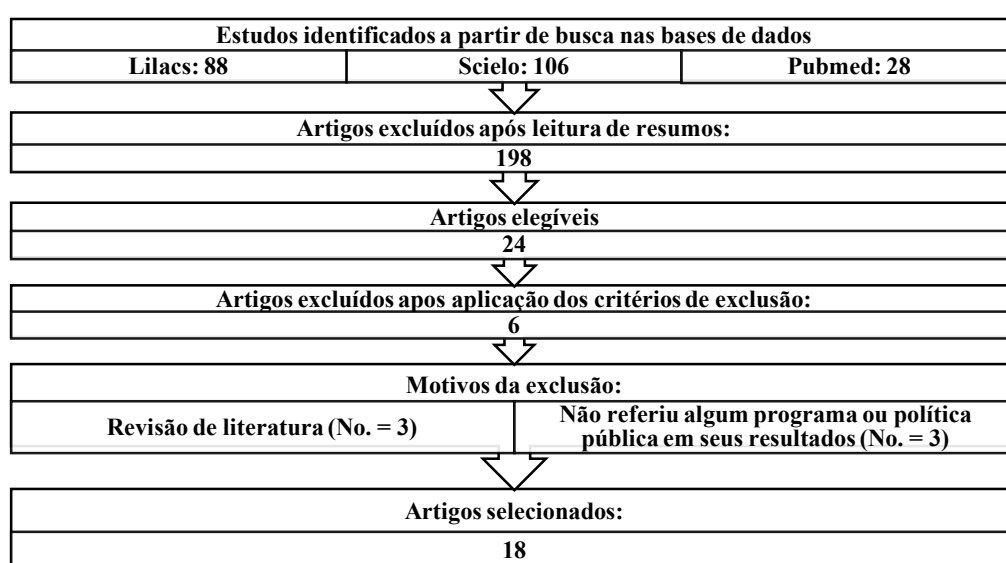 Estudos identificados a partir de busca nas bases de dados
Lilacs: 88 Scielo: 106 Pubmed: 28
Artigos excluídos após leitura de resumos:
198
Artigos elegíveis
24
Artigos excluídos apos aplicação dos critérios de exclusão:
6
Motivos da exclusão:
Revisão de literatura (No. = 3)
Não referiu algum programa ou política
pública em seus resultados (No. = 3)
Artigos selecionados:
18